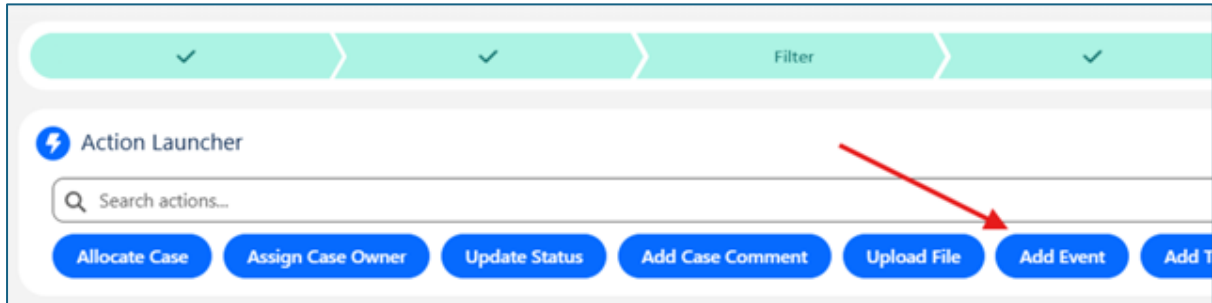 Filter
Action Launcher
Search actions...
Allocate Case Assign Case Owner Update Status Add Case Comment Upload File Add Event Add